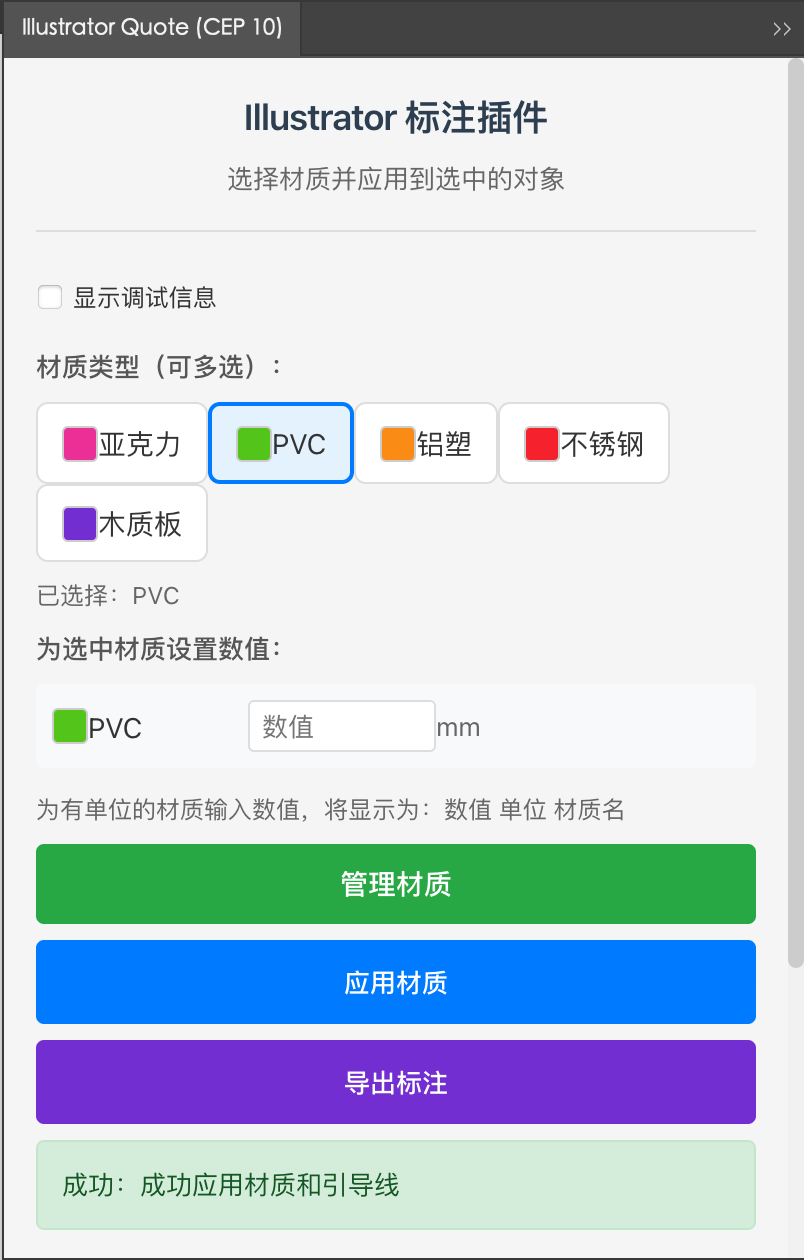 Illustrator Quote (CEP 10)
Illustrator 标注插件
选择材质并应用到选中的对象
显示调试信息
材质类型（可多选）:
亚克力 PVC 铝塑 不锈钢
木质板
已选择：PVC
为选中材质设置数值：
PVC 数值 mm
为有单位的材质输入数值，将显示为：数值 单位 材质名
管理材质
应用材质
导出标注
成功：成功应用材质和引导线